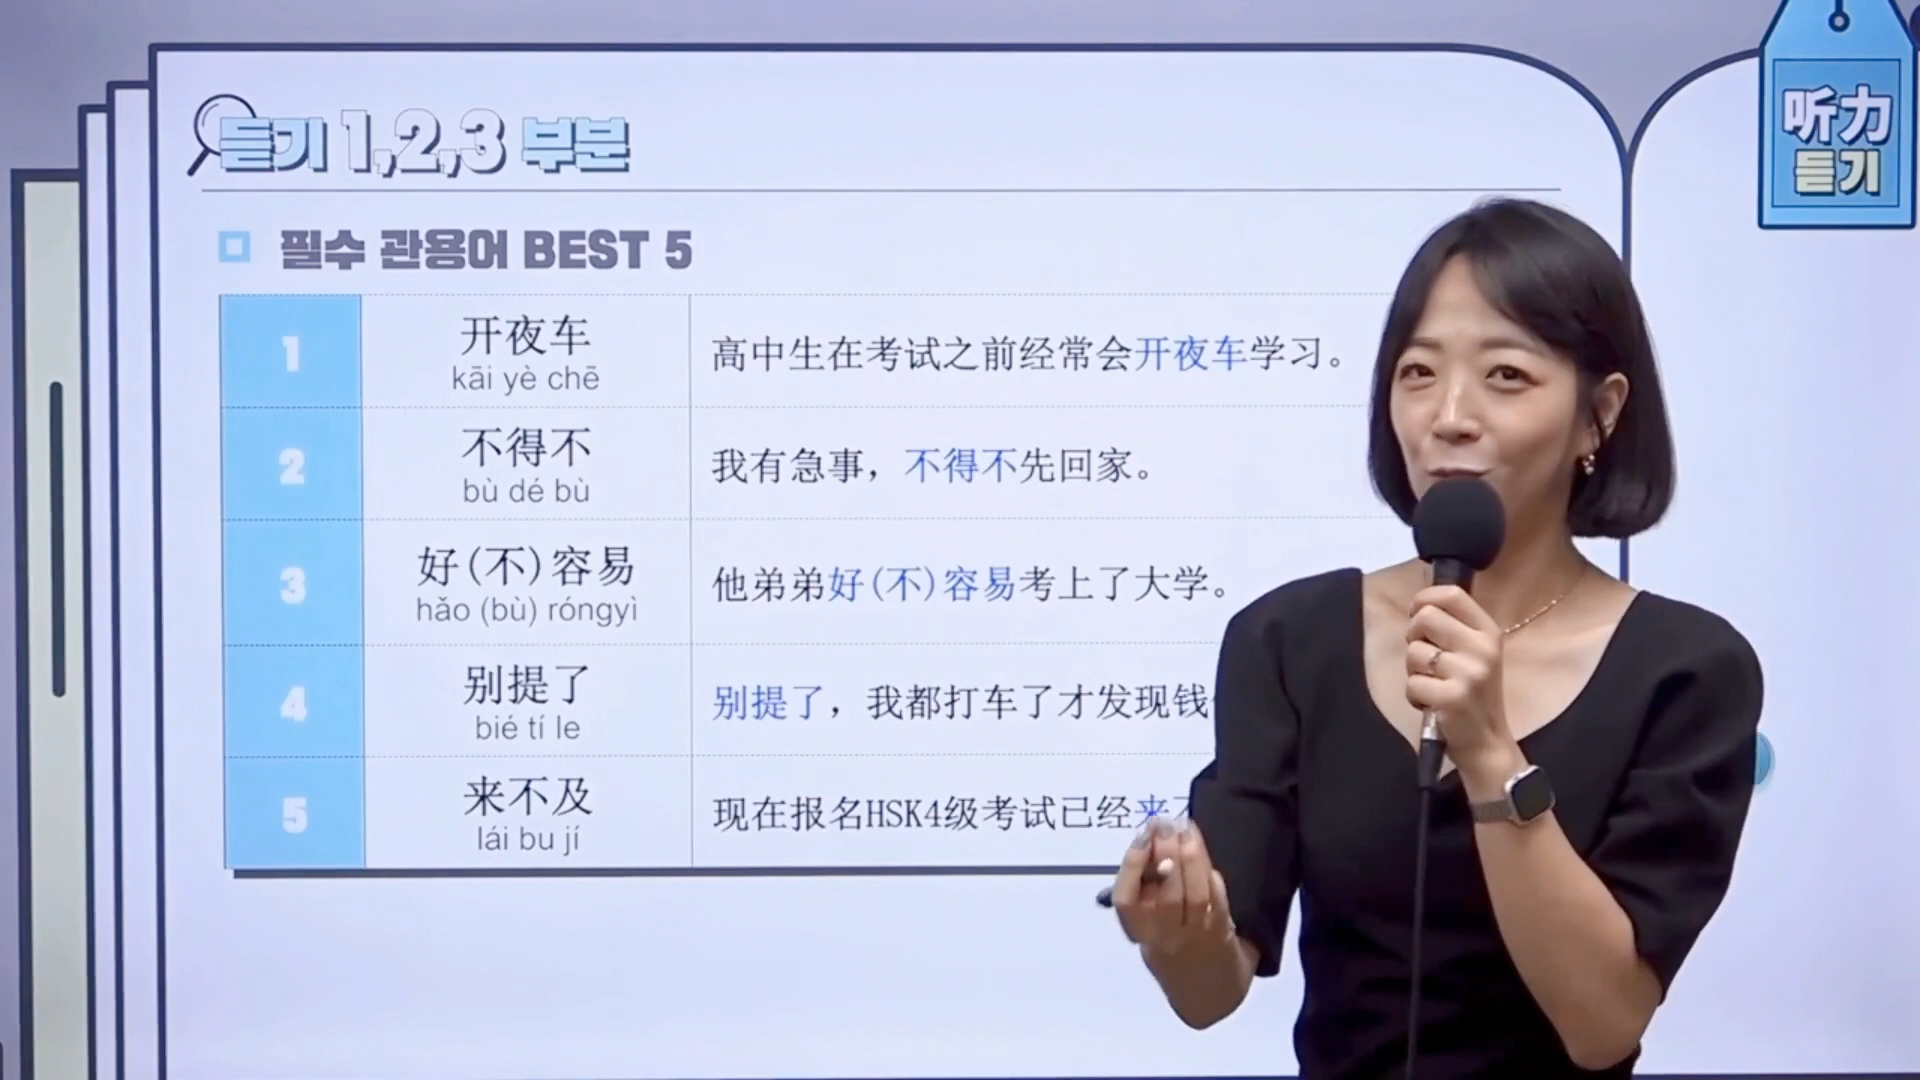 듣기 1,2,3 부분
听力
듣기
필수 관용어 BEST 5
1
开夜车
kāi yè chē
高中生在考试之前经常会开夜车学习。
2
不得不
bù dé bù
我有急事，不得不先回家。
3
好(不)容易
hǎo (bù) róngyì
他弟弟好(不)容易考上了大学。
4
别提了
bié tí le
别提了，我都打车了才发现钱
5
来不及
lái bu jí
现在报名HSK4级考试已经来不